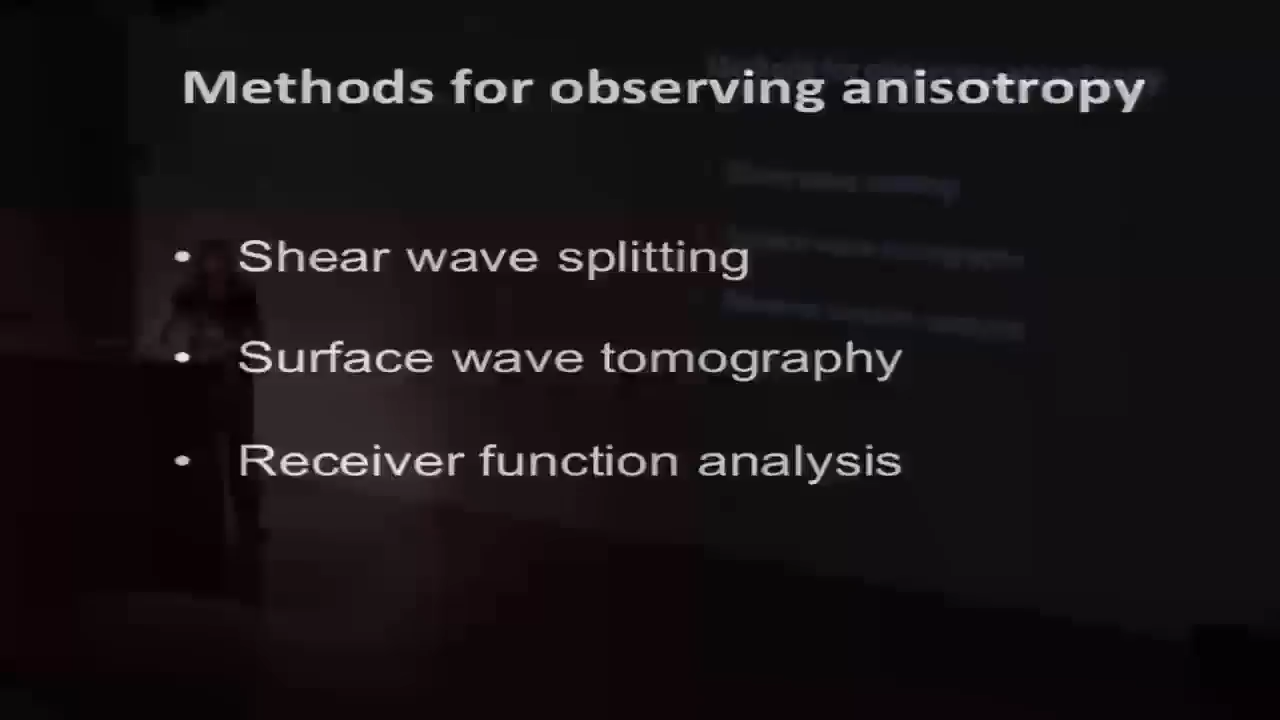 Methods for observing anisotropy
• Shear wave splitting
• Surface wave tomography
• Receiver function analysis